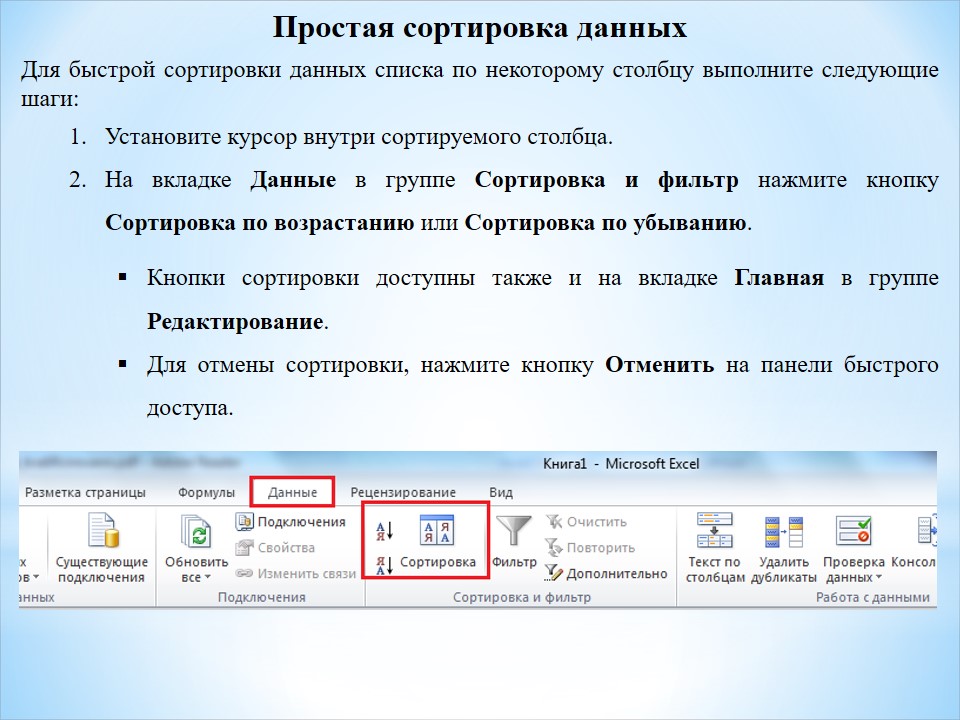 Простая сортировка данных
Для быстрой сортировки данных списка по некоторому столбцу выполните следующие
шаги:
1. Установите курсор внутри сортируемого столбца.
2. На вкладке Данные в группе Сортировка и фильтр нажмите кнопку
Сортировка по возрастанию или Сортировка по убыванию.
▪ Кнопки сортировки доступны также и на вкладке Главная в группе
Редактирование.
▪ Для отмены сортировки, нажмите кнопку Отменить на панели быстрого
доступа.
Книга1 - Microsoft Excel
Разметка страницы Формулы Данные Рецензирование Вид
Существующие подключения
Обновить все
Подключения
Свойства
Изменить связи
Подключения
Сортировка
Фильтр
Очистить
Повторить
Дополнительно
Сортировка и фильтр
Текст по столбцам
Удалить дубликаты
Проверка данных
Консол
Работа с данными